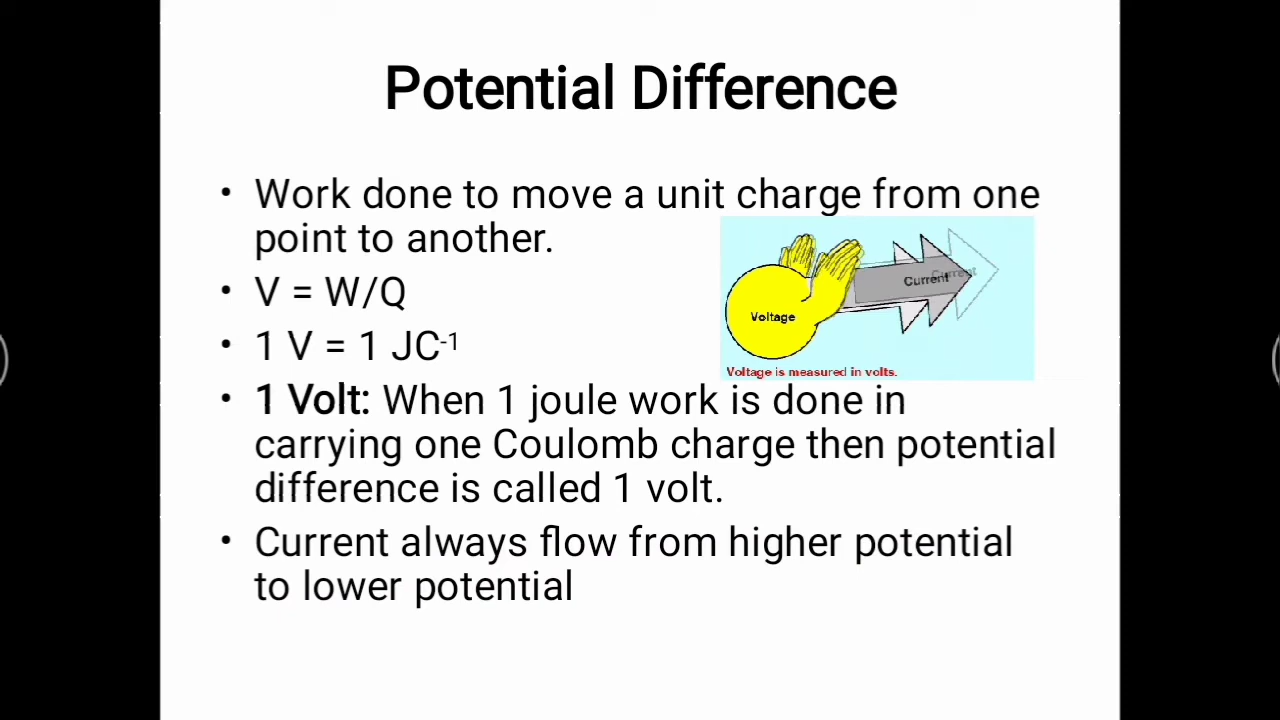 Potential Difference
• Work done to move a unit charge from one
point to another.
• V = W/Q
• 1 V = 1 JC⁻¹
Voltage
Current
Current
Voltage is measured in volts.
• 1 Volt: When 1 joule work is done in
carrying one Coulomb charge then potential
difference is called 1 volt.
• Current always flow from higher potential
to lower potential